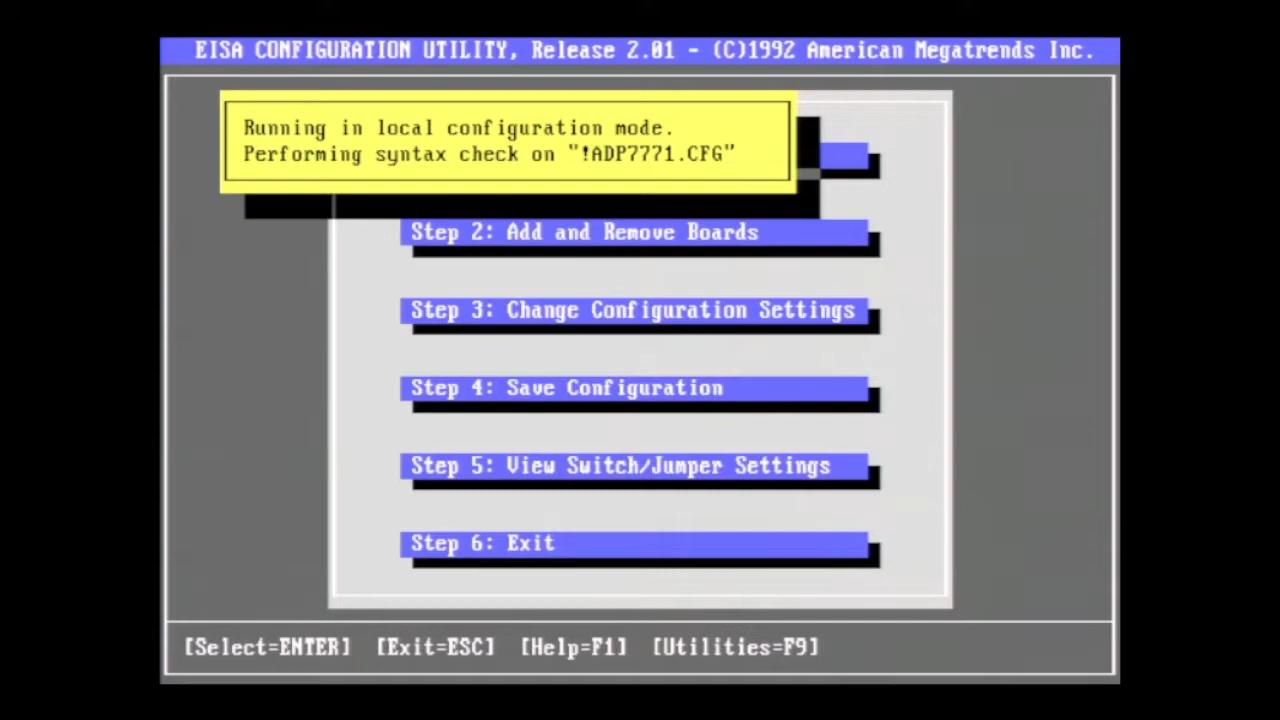 EISA CONFIGURATION UTILITY, Release 2.01 - (C)1992 American Megatrends Inc.
Running in local configuration mode.
Performing syntax check on "!ADP7771.CFG"
Step 2: Add and Remove Boards
Step 3: Change Configuration Settings
Step 4: Save Configuration
Step 5: View Switch/Jumper Settings
Step 6: Exit
[Select=ENTER] [Exit=ESC] [Help=F1] [Utilities=F9]